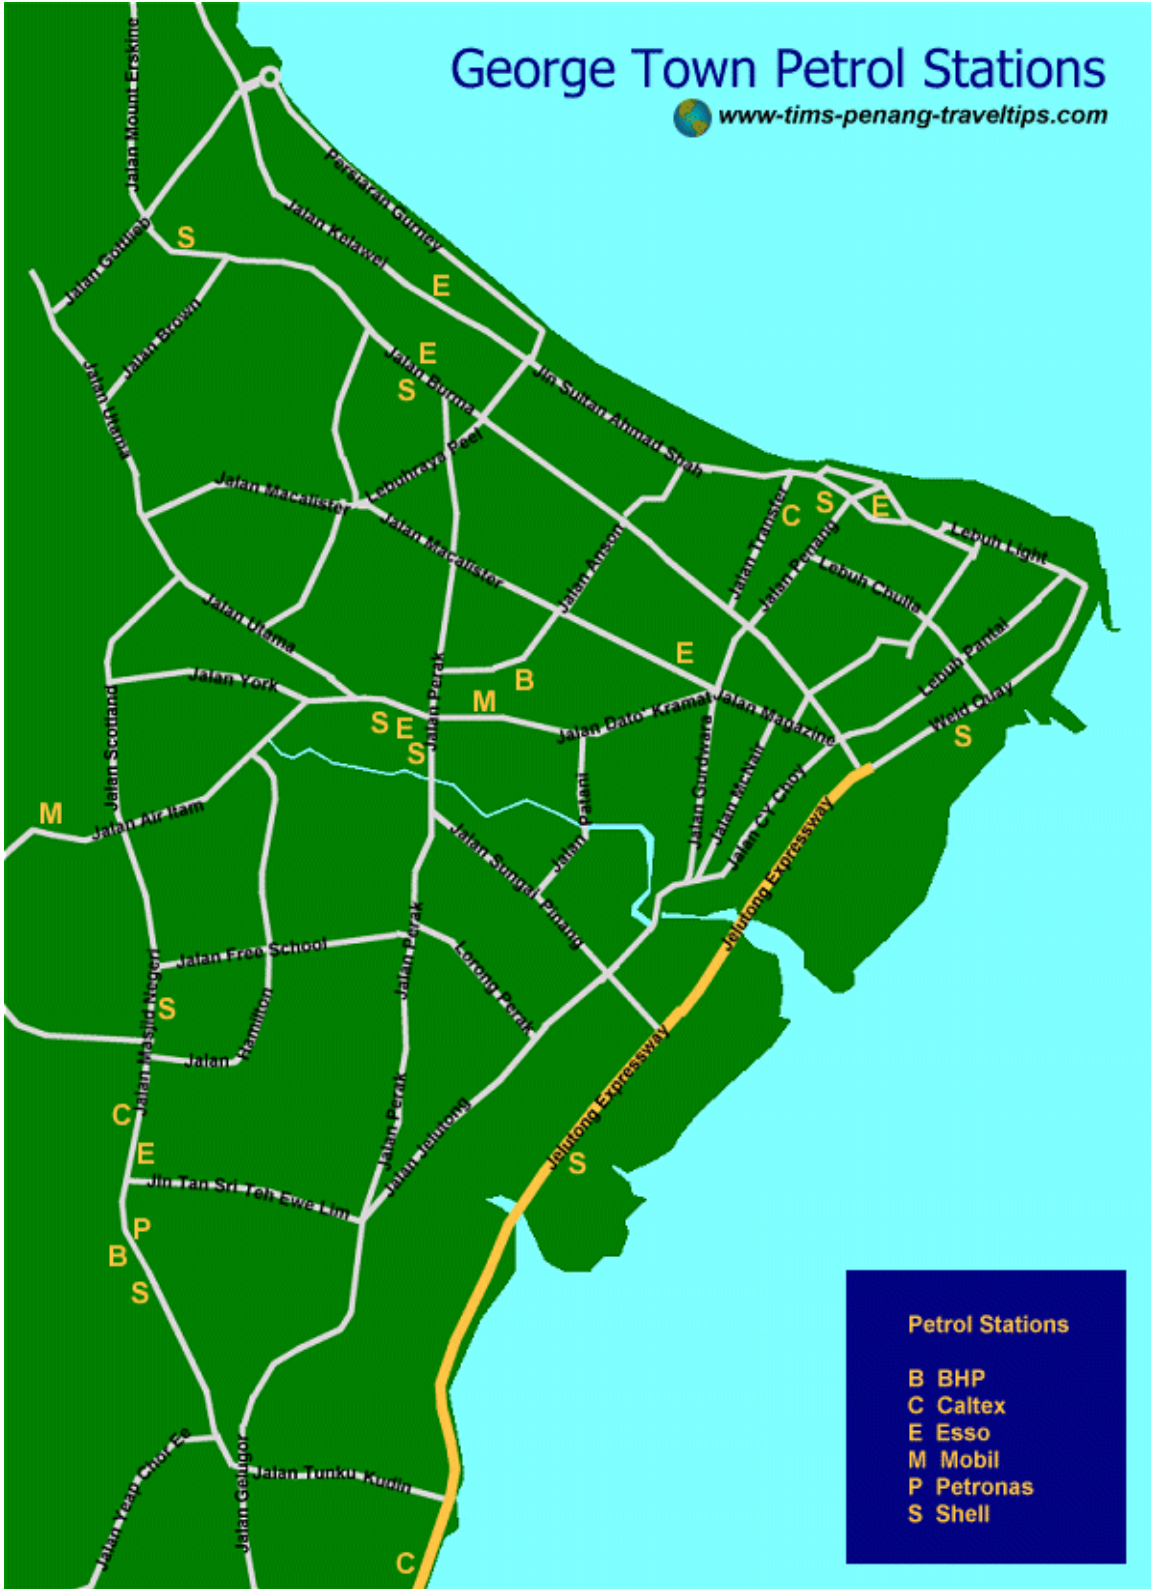 George Town Petrol Stations
www-tims-penang-traveltips.com
Jalan Mount Erskine
Persiaran Gurney
Jalan Kelawei
Jalan Gottlieb
S
E
Jalan Brown
E
Jalan Burma
S
Jln Sultan Ahmad Shah
Jalan Utama
Lebuhraya Peel
Jalan Macalister
Jalan Macalister
Jalan Transfer
C
S
E
Jalan Penang
Lebuh Light
Jalan Anson
Lebuh Chulia
Jalan Utama
Lebuh Pantai
E
B
Jalan York
Jalan Perak
M
Jalan Dato' Kramat
Jalan Magazine
Weld Quay
S
S
E
S
Jalan Scotland
Jalan Gurdwara
Jalan McNair
Jalan CY Choy
Jalan Patani
M
Jalan Air Itam
Jalan Sungai Pinang
Jelutong Expressway
Jalan Free School
Jalan Perak
Lorong Perak
Jalan Masjid Negeri
S
Jalan Hamilton
Jelutong Expressway
C
E
Jalan Perak
Jalan Jelutong
S
Jln Tan Sri Teh Ewe Lim
P
B
S
Petrol Stations
B BHP
C Caltex
E Esso
M Mobil
P Petronas
S Shell
Jalan Yeap Chor Ee
Jalan Gelugor
Jalan Tunku Kudin
C